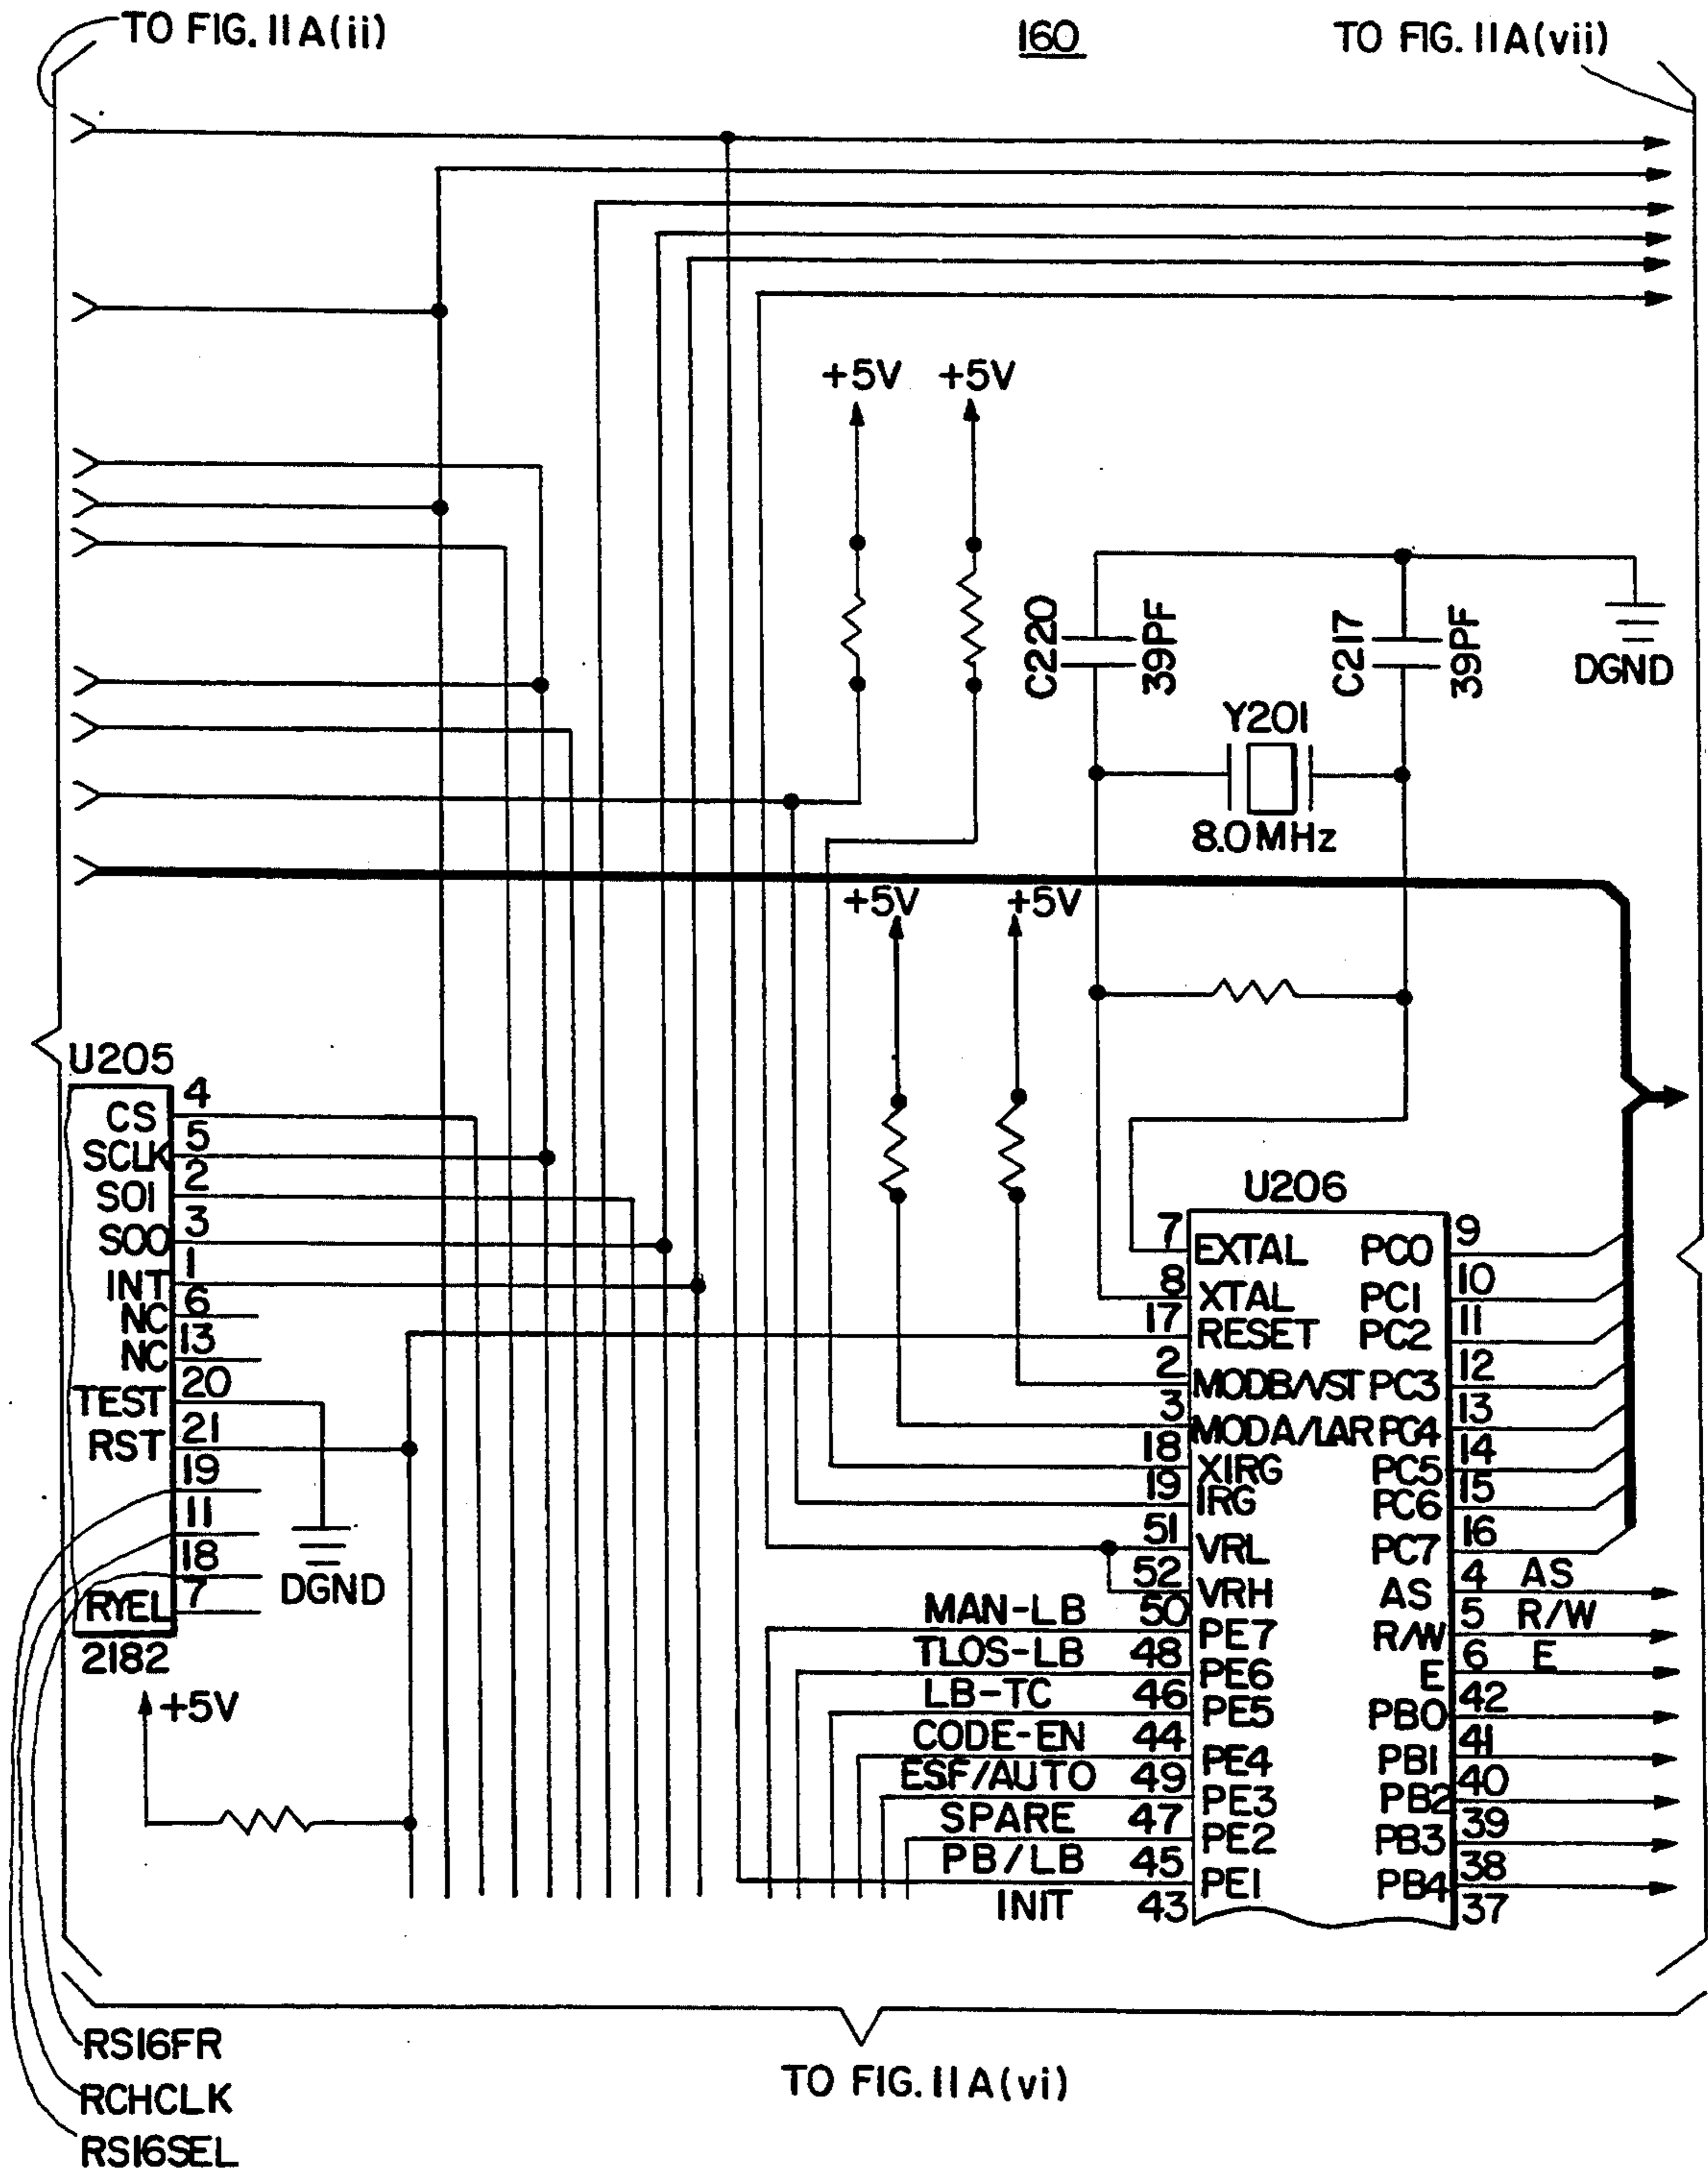 TO FIG. 11A(ii)
160
TO FIG. 11A(vii)
+5V
+5V
C220
39PF
C217
39PF
DGND
Y201
8.0MHz
+5V
+5V
U205
CS 4
SCLK 5
SO1 2
SOO 3
INT 1
NC 6
NC 13
TEST 20
RST 21
19
11
18
RYEL 7
2182
DGND
+5V
U206
7 EXTAL PC0 9
8 XTAL PC1 10
17 RESET PC2 11
2 MODB/VST PC3 12
3 MODA/LAR PC4 13
18 XIRG PC5 14
19 IRG PC6 15
51 VRL PC7 16
52 VRH AS 4 AS
MAN-LB 50 PE7 R/W 5 R/W
TLOS-LB 48 PE6 E 6 E
LB-TC 46 PE5 PB0 42
CODE-EN 44 PE4 PB1 41
ESF/AUTO 49 PE3 PB2 40
SPARE 47 PE2 PB3 39
PB/LB 45 PE1 PB4 38
INIT 43 37
RS16FR
RCHCLK
RS16SEL
TO FIG. 11A(vi)